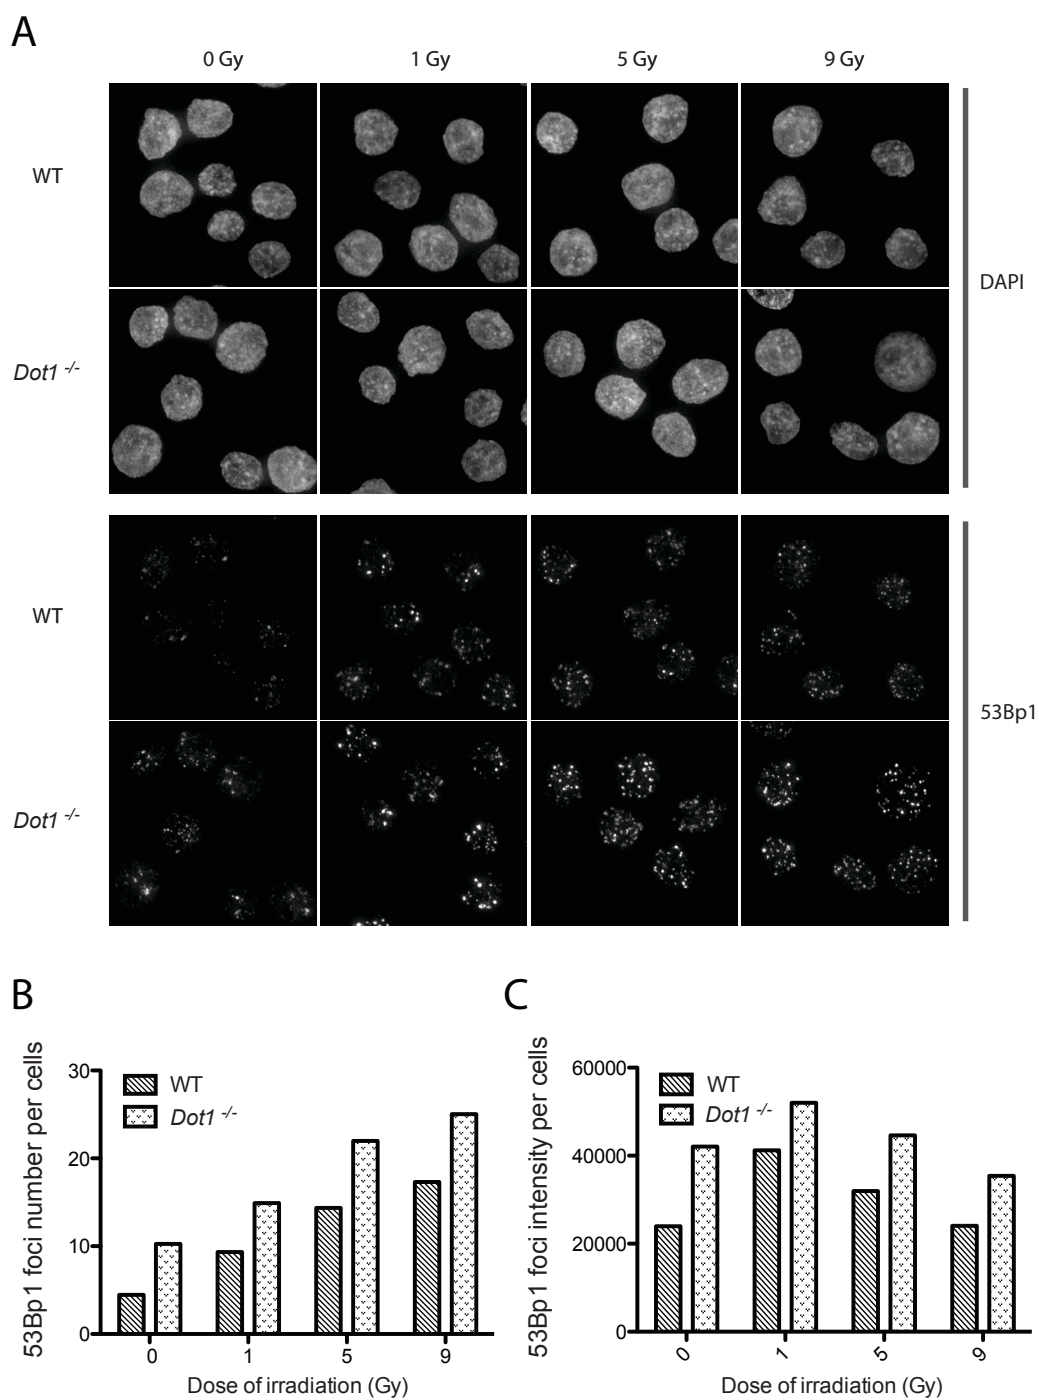 A
0 Gy 1 Gy 5 Gy 9 Gy
WT
Dot1 -/-
DAPI
WT
Dot1 -/-
53Bp1
B
53Bp1 foci number per cells
30
20
10
0
WT
Dot1 -/-
0 1 5 9
Dose of irradiation (Gy)
C
53Bp1 foci intensity per cells
60000
40000
20000
0
WT
Dot1 -/-
0 1 5 9
Dose of irradiation (Gy)